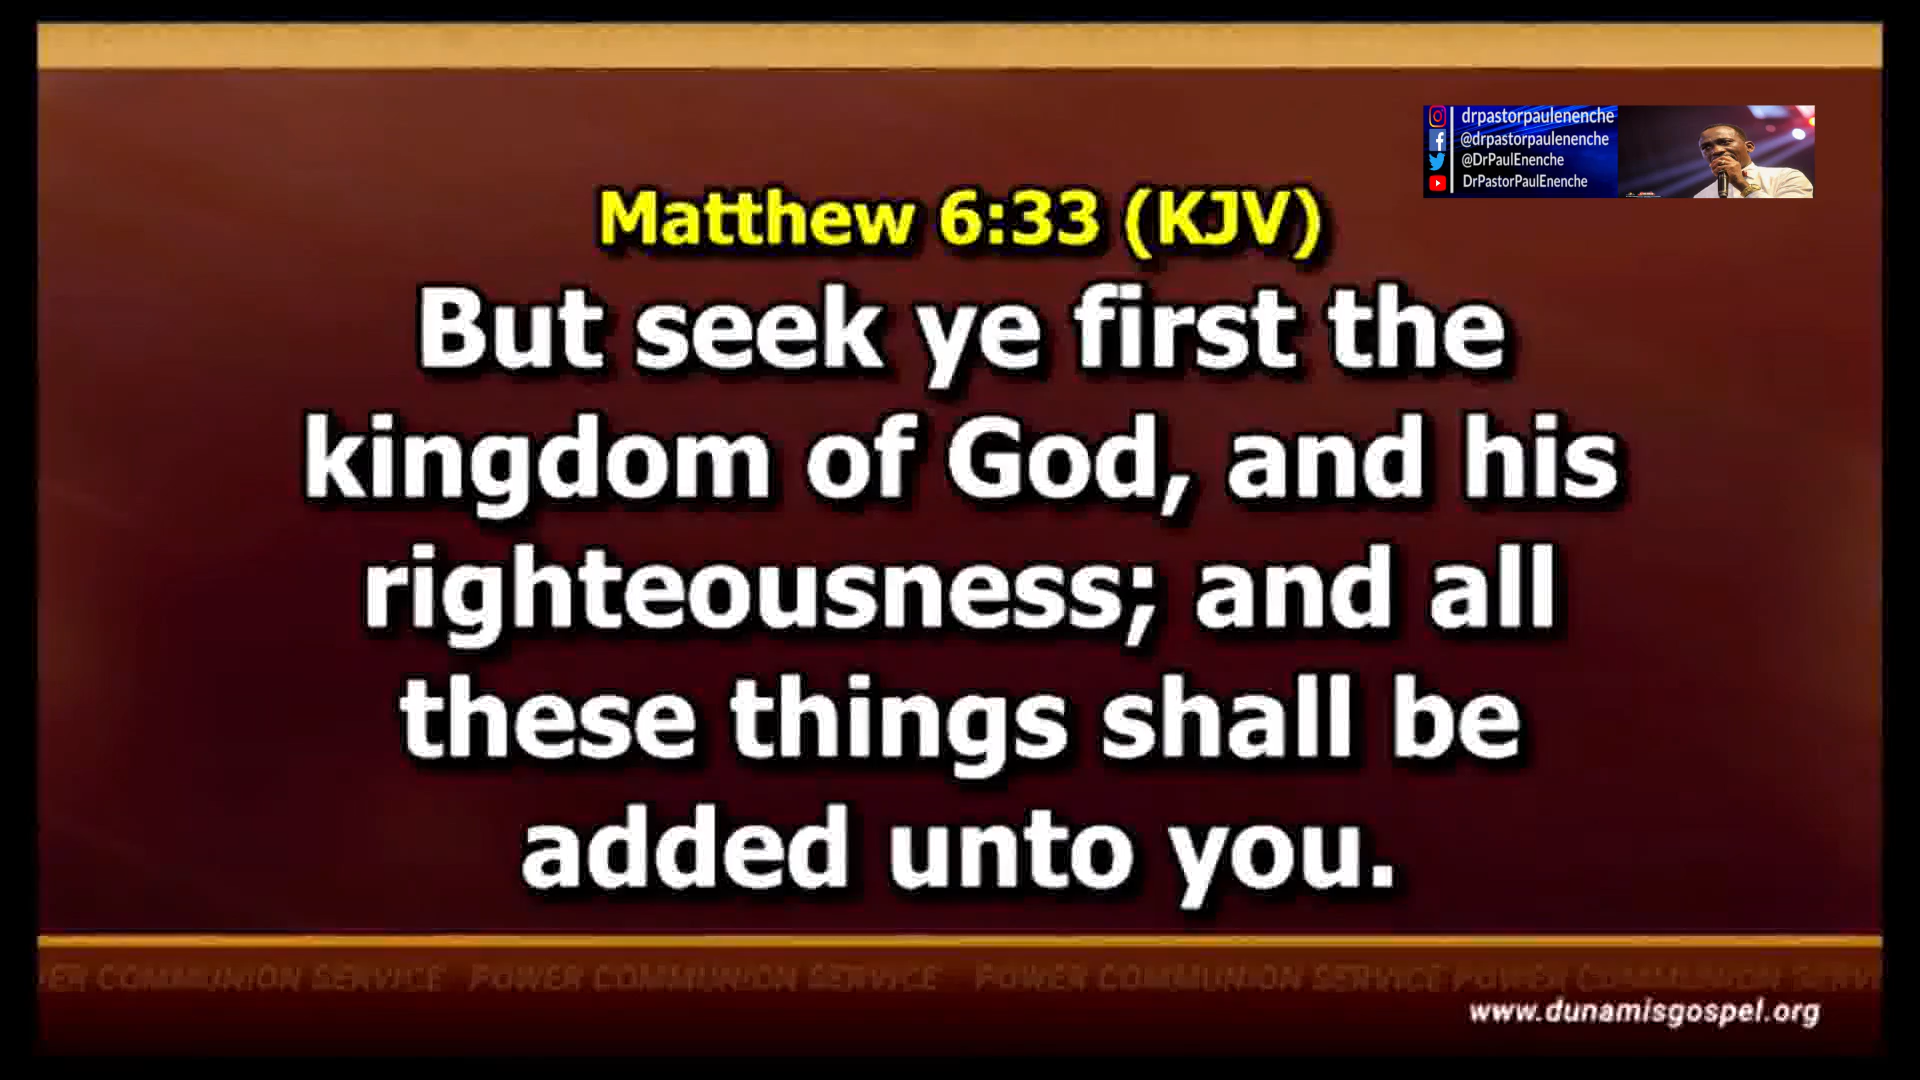 drpastorpaulenenche
@drpastorpaulenenche
@DrPaulEnenche
DrPastorPaulEnenche
Matthew 6:33 (KJV)
But seek ye first the
kingdom of God, and his
righteousness; and all
these things shall be
added unto you.
ER COMMUNION SERVICE POWER COMMUNION SERVICE POWER COMMUNION SERVICE POWER COMMUNION SERVI
www.dunamisgospel.org